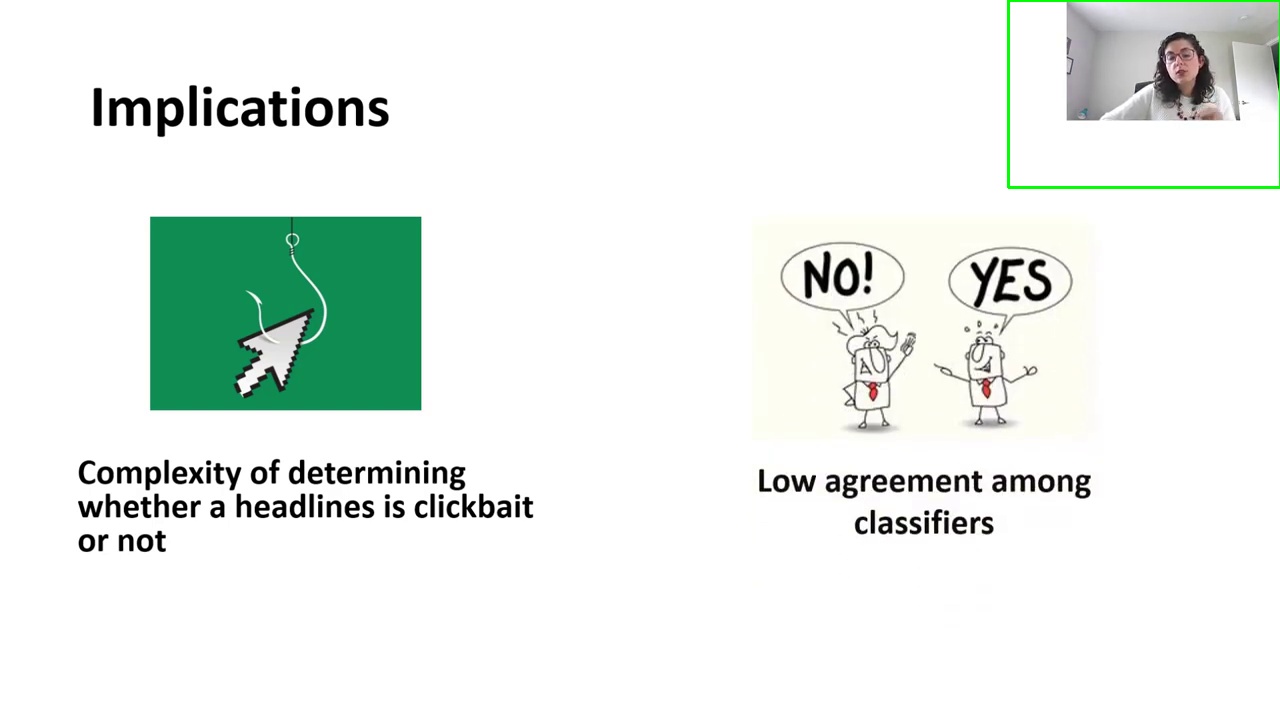 Implications
NO!
YES
Complexity of determining
whether a headlines is clickbait
or not
Low agreement among
classifiers